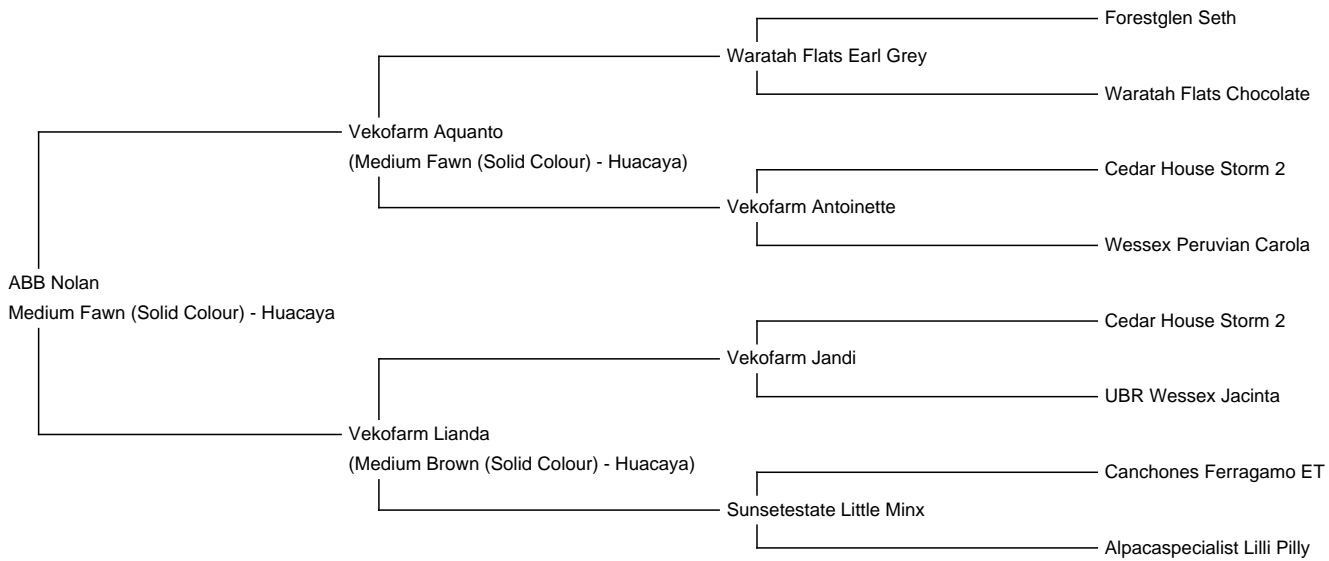 Forestglen Seth
Waratah Flats Earl Grey
Waratah Flats Chocolate
Vekofarm Aquanto
(Medium Fawn (Solid Colour) - Huacaya)
Cedar House Storm 2
Vekofarm Antoinette
Wessex Peruvian Carola
ABB Nolan
Medium Fawn (Solid Colour) - Huacaya
Cedar House Storm 2
Vekofarm Jandi
UBR Wessex Jacinta
Vekofarm Lianda
(Medium Brown (Solid Colour) - Huacaya)
Canchones Ferragamo ET
Sunsetestate Little Minx
Alpacaspecialist Lilli Pilly